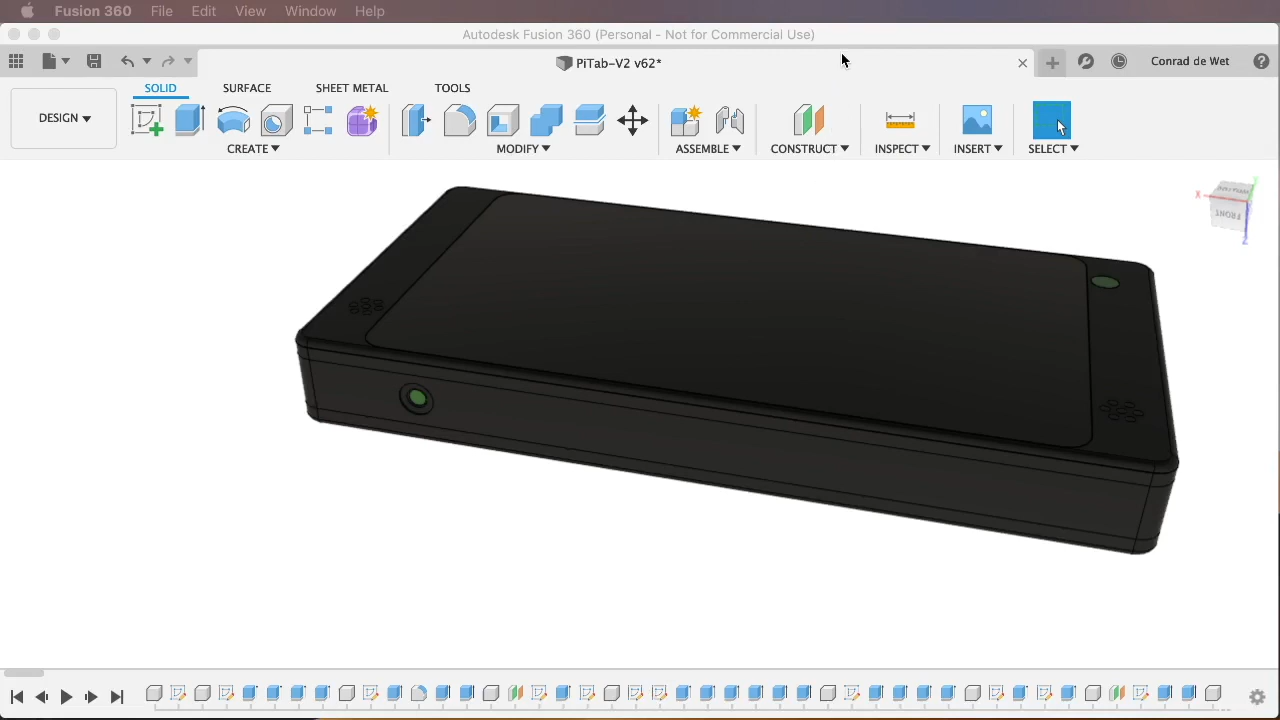 Fusion 360 File Edit View Window Help
Autodesk Fusion 360 (Personal - Not for Commercial Use)
PiTab-V2 v62*
Conrad de Wet
SOLID SURFACE SHEET METAL TOOLS
DESIGN
CREATE MODIFY ASSEMBLE CONSTRUCT INSPECT INSERT SELECT
X
Y
FRONT
Z